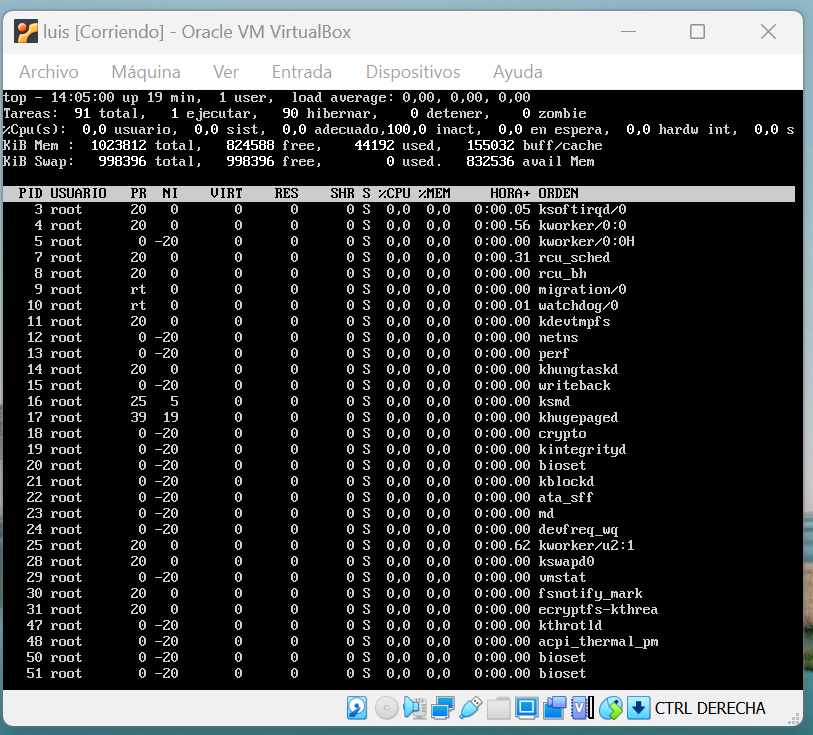 luis [Corriendo] - Oracle VM VirtualBox
Archivo Máquina Ver Entrada Dispositivos Ayuda
top - 14:05:00 up 19 min, 1 user, load average: 0,00, 0,00, 0,00
Tareas: 91 total, 1 ejecutar, 90 hibernar, 0 detener, 0 zombie
%Cpu(s): 0,0 usuario, 0,0 sist, 0,0 adecuado,100,0 inact, 0,0 en espera, 0,0 hardw int, 0,0 s
KiB Mem : 1023812 total, 824588 free, 44192 used, 155032 buff/cache
KiB Swap: 998396 total, 998396 free, 0 used. 832536 avail Mem
PID USUARIO PR NI VIRT RES SHR S %CPU %MEM HORA+ ORDEN
3 root 20 0 0 0 0 S 0,0 0,0 0:00.05 ksoftirqd/0
4 root 20 0 0 0 0 S 0,0 0,0 0:00.56 kworker/0:0
5 root 0 -20 0 0 0 S 0,0 0,0 0:00.00 kworker/0:0H
7 root 20 0 0 0 0 S 0,0 0,0 0:00.31 rcu_sched
8 root 20 0 0 0 0 S 0,0 0,0 0:00.00 rcu_bh
9 root rt 0 0 0 0 S 0,0 0,0 0:00.00 migration/0
10 root rt 0 0 0 0 S 0,0 0,0 0:00.01 watchdog/0
11 root 20 0 0 0 0 S 0,0 0,0 0:00.00 kdevtmpfs
12 root 0 -20 0 0 0 S 0,0 0,0 0:00.00 netns
13 root 0 -20 0 0 0 S 0,0 0,0 0:00.00 perf
14 root 20 0 0 0 0 S 0,0 0,0 0:00.00 khungtaskd
15 root 0 -20 0 0 0 S 0,0 0,0 0:00.00 writeback
16 root 25 5 0 0 0 S 0,0 0,0 0:00.00 ksmd
17 root 39 19 0 0 0 S 0,0 0,0 0:00.00 khugepaged
18 root 0 -20 0 0 0 S 0,0 0,0 0:00.00 crypto
19 root 0 -20 0 0 0 S 0,0 0,0 0:00.00 kintegrityd
20 root 0 -20 0 0 0 S 0,0 0,0 0:00.00 bioset
21 root 0 -20 0 0 0 S 0,0 0,0 0:00.00 kblockd
22 root 0 -20 0 0 0 S 0,0 0,0 0:00.00 ata_sff
23 root 0 -20 0 0 0 S 0,0 0,0 0:00.00 md
24 root 0 -20 0 0 0 S 0,0 0,0 0:00.00 devfreq_wq
25 root 20 0 0 0 0 S 0,0 0,0 0:00.62 kworker/u2:1
28 root 20 0 0 0 0 S 0,0 0,0 0:00.00 kswapd0
29 root 0 -20 0 0 0 S 0,0 0,0 0:00.00 vmstat
30 root 20 0 0 0 0 S 0,0 0,0 0:00.00 fsnotify_mark
31 root 20 0 0 0 0 S 0,0 0,0 0:00.00 ecryptfs-kthrea
47 root 0 -20 0 0 0 S 0,0 0,0 0:00.00 kthrotld
48 root 0 -20 0 0 0 S 0,0 0,0 0:00.00 acpi_thermal_pm
50 root 0 -20 0 0 0 S 0,0 0,0 0:00.00 bioset
51 root 0 -20 0 0 0 S 0,0 0,0 0:00.00 bioset
CTRL DERECHA